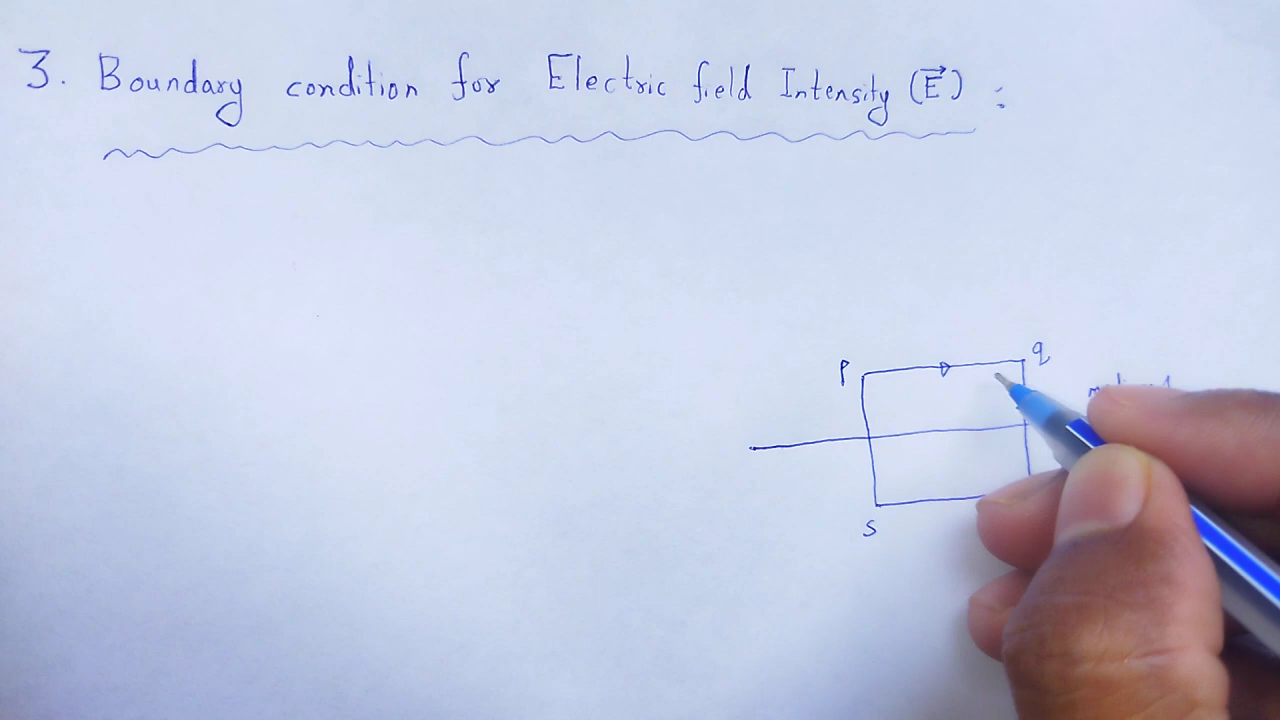 3. Boundary condition for Electric field Intensity (E⃗) :
p
q
s